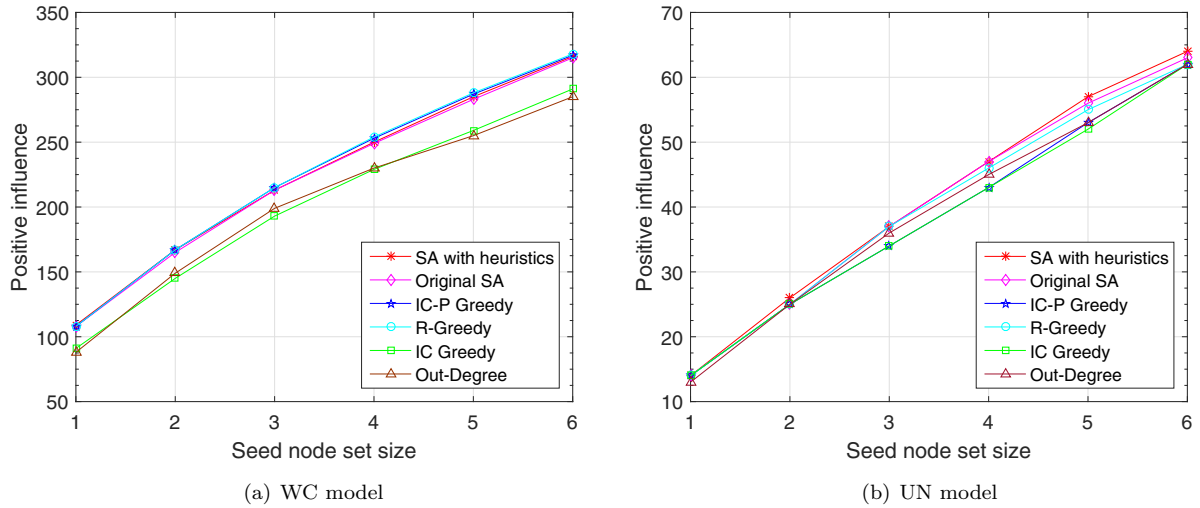 350
300
250
200
150
100
50
Positive influence
1 2 3 4 5 6
Seed node set size
SA with heuristics
Original SA
IC-P Greedy
R-Greedy
IC Greedy
Out-Degree
(a) WC model
70
60
50
40
30
20
10
Positive influence
1 2 3 4 5 6
Seed node set size
SA with heuristics
Original SA
IC-P Greedy
R-Greedy
IC Greedy
Out-Degree
(b) UN model